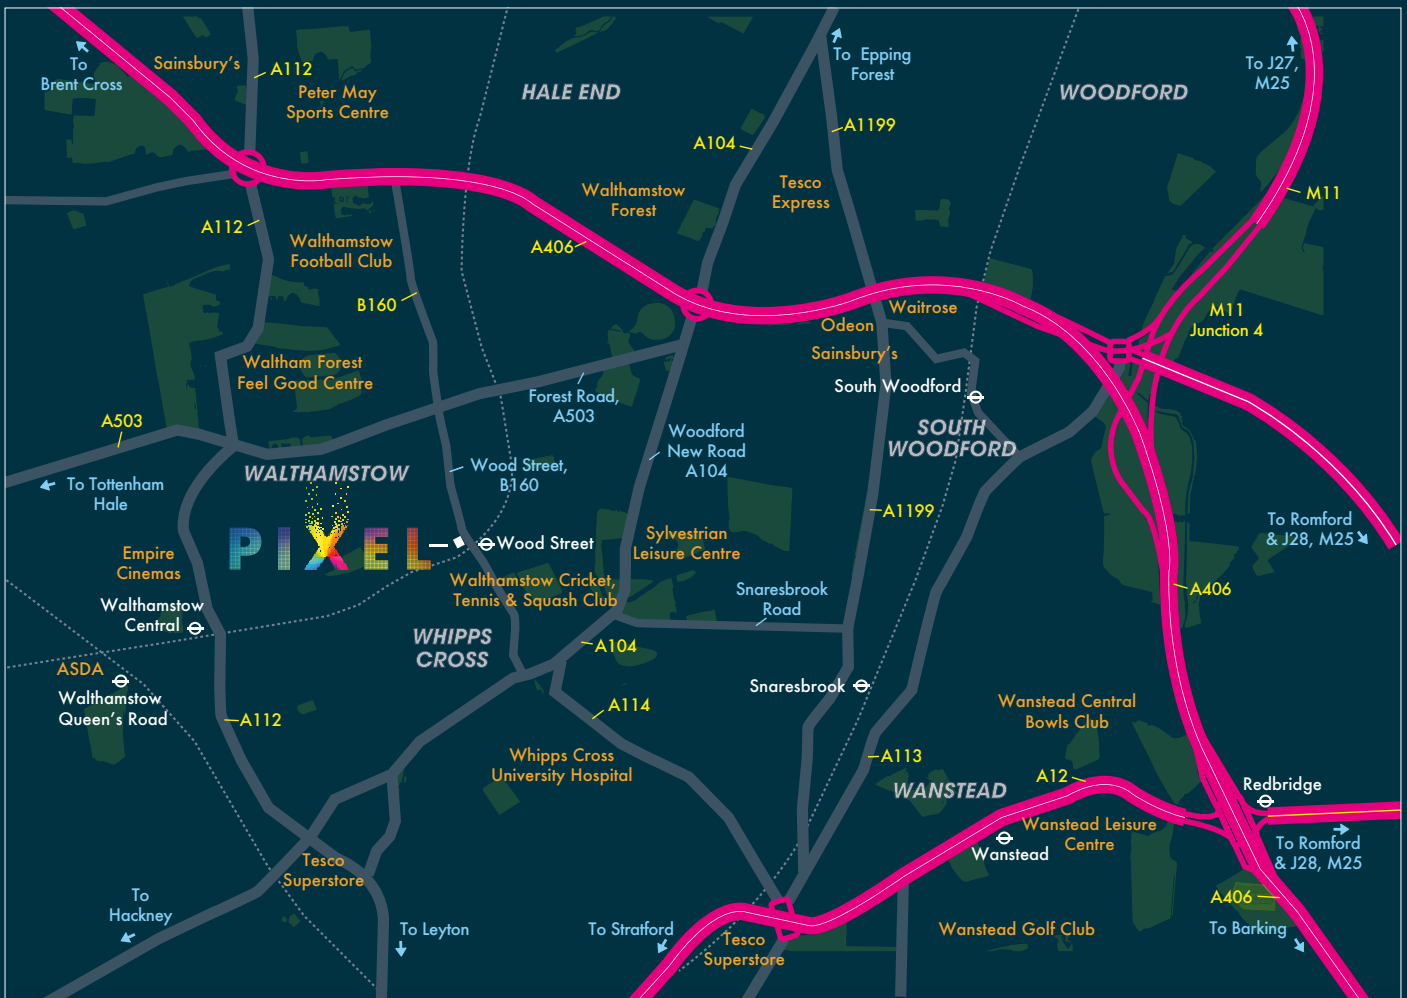 To
Brent Cross
Sainsbury's
A112
Peter May
Sports Centre
HALE END
To Epping
Forest
WOODFORD
To J27,
M25
A104
A1199
Walthamstow
Forest
Tesco
Express
M11
A112
Walthamstow
Football Club
A406
B160
Waitrose
Odeon
Sainsbury's
M11
Junction 4
Waltham Forest
Feel Good Centre
South Woodford
Forest Road,
A503
A503
Woodford
New Road
A104
SOUTH
WOODFORD
WALTHAMSTOW
Wood Street,
B160
To Tottenham
Hale
PIXEL
Wood Street
A1199
Sylvestrian
Leisure Centre
To Romford
& J28, M25
Empire
Cinemas
Walthamstow Cricket,
Tennis & Squash Club
Snaresbrook
Road
A406
Walthamstow
Central
WHIPPS
CROSS
A104
ASDA
Walthamstow
Queen's Road
Snaresbrook
A112
A114
Wanstead Central
Bowls Club
Whipps Cross
University Hospital
A113
A12
WANSTEAD
Redbridge
Wanstead Leisure
Centre
Wanstead
To Romford
& J28, M25
Tesco
Superstore
A406
To
Hackney
To Leyton
To Stratford
Tesco
Superstore
Wanstead Golf Club
To Barking